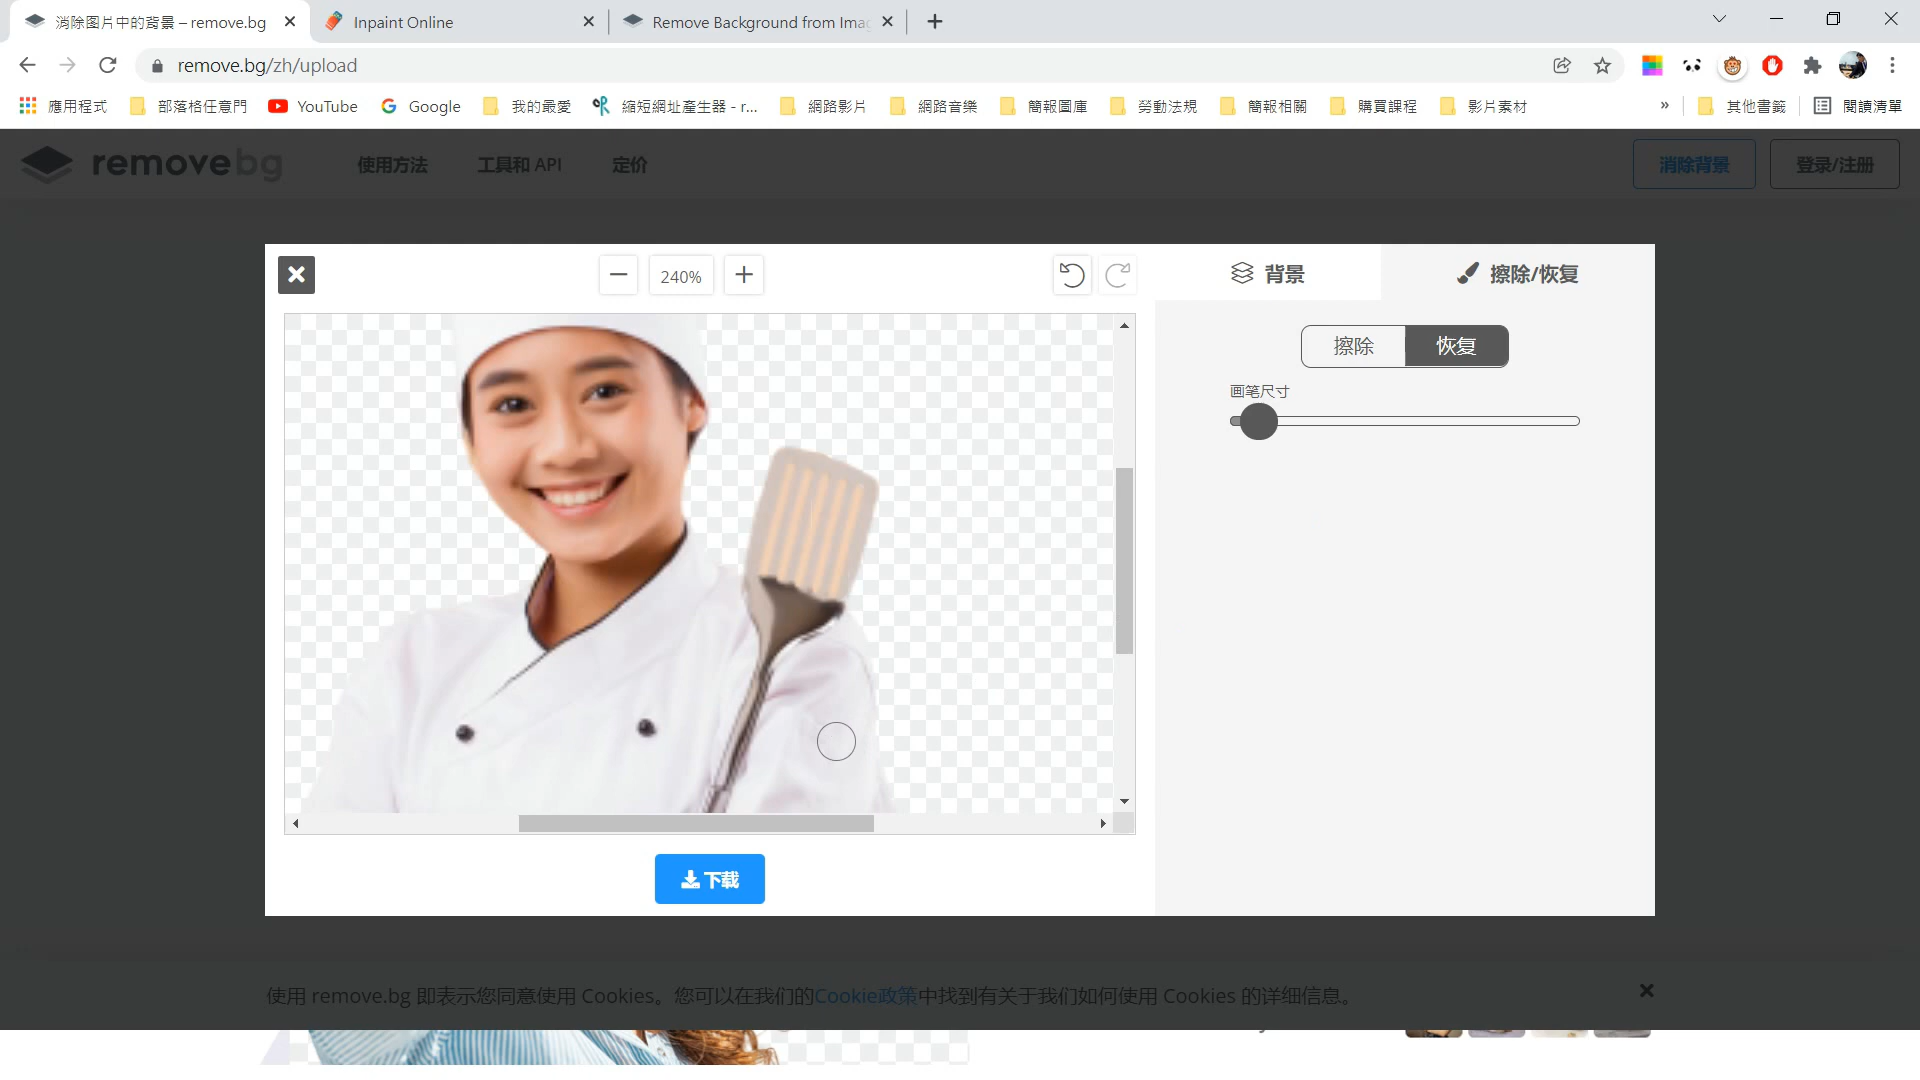 消除图片中的背景 – remove.bg
Inpaint Online
Remove Background from Imag
remove.bg/zh/upload
應用程式
部落格任意門
YouTube
Google
我的最愛
縮短網址產生器 - r...
網路影片
網路音樂
簡報圖庫
勞動法規
簡報相關
購買課程
影片素材
»
其他書籤
閱讀清單
removebg
使用方法
工具和 API
定价
消除背景
登录/注册
240%
背景
擦除/恢复
擦除
恢复
画笔尺寸
下载
使用 remove.bg 即表示您同意使用 Cookies。您可以在我们的Cookie政策中找到有关于我们如何使用 Cookies 的详细信息。